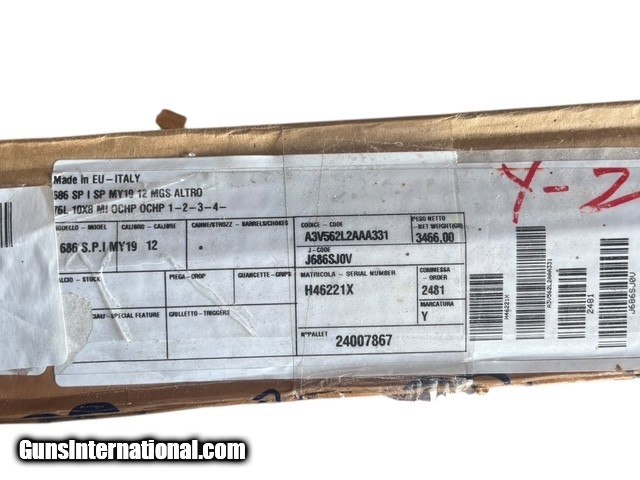 Made in EU-ITALY
686 SP I SP MY19 12 MGS ALTRO
76L 10X8 MI OCHP OCHP 1-2-3-4-
MODELLO - MODEL CALIBRO - CALIBRE CANNE/STROZZ - BARRELS/CHOKES CODICE - CODE PESO NETTO
- NET WEIGHT(GR)
686 S.P.I MY19 12 A3V562L2AAA331 3466,00
J-CODE
J686SJ0V
CALCIO - STOCK PIEGA-DROP GUANCETTE-GRIPS MATRICOLA - SERIAL NUMBER COMMESSA
- ORDER
H46221X 2481
-SPECIAL FEATURE GRILLETTO-TRIGGERS MARCATURA
Y
N°PALLET
24007867
Y-2
H46221X
A3V562L2AAA331
2481
J686SJ0V
GunsInternational.com